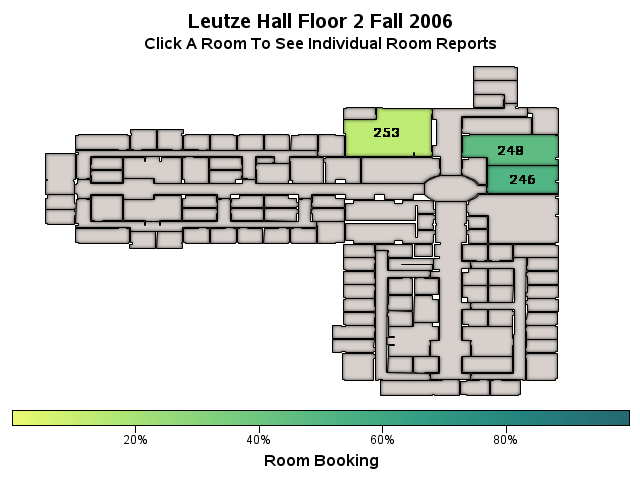 Leutze Hall Floor 2 Fall 2006
Click A Room To See Individual Room Reports
253
248
246
20%
40%
60%
80%
Room Booking